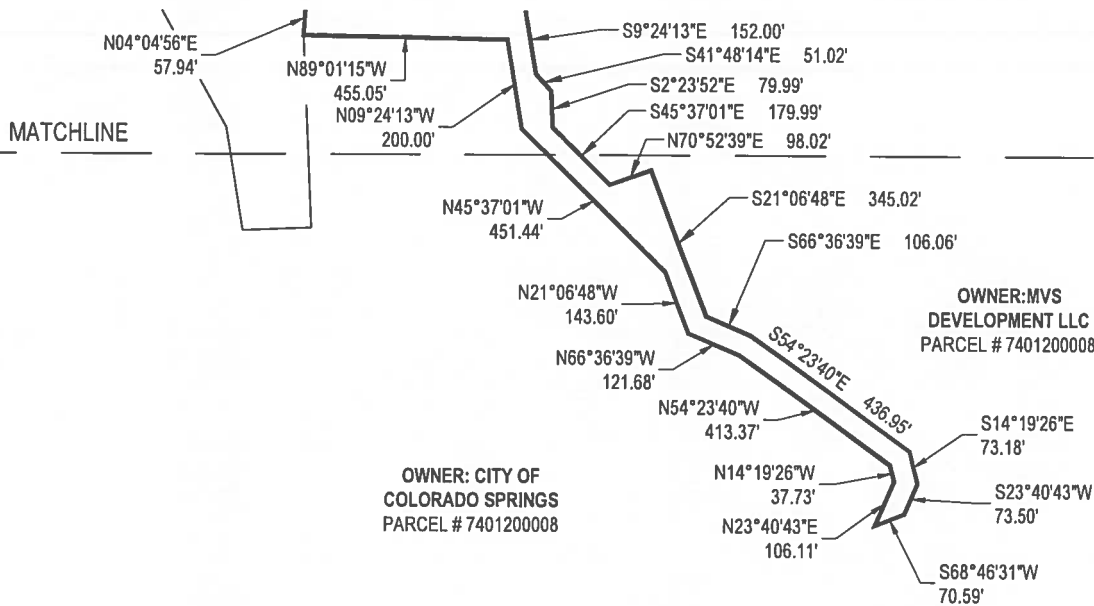 N04°04'56"E
57.94'
N89°01'15"W
455.05'
N09°24'13"W
200.00'
S9°24'13"E 152.00'
S41°48'14"E 51.02'
S2°23'52"E 79.99'
S45°37'01"E 179.99'
N70°52'39"E 98.02'
MATCHLINE
N45°37'01"W
451.44'
S21°06'48"E 345.02'
S66°36'39"E 106.06'
N21°06'48"W
143.60'
OWNER:MVS
DEVELOPMENT LLC
PARCEL # 7401200008
N66°36'39"W
121.68'
S54°23'40"E 436.95'
N54°23'40"W
413.37'
S14°19'26"E
73.18'
OWNER: CITY OF
COLORADO SPRINGS
PARCEL # 7401200008
N14°19'26"W
37.73'
S23°40'43"W
73.50'
N23°40'43"E
106.11'
S68°46'31"W
70.59'